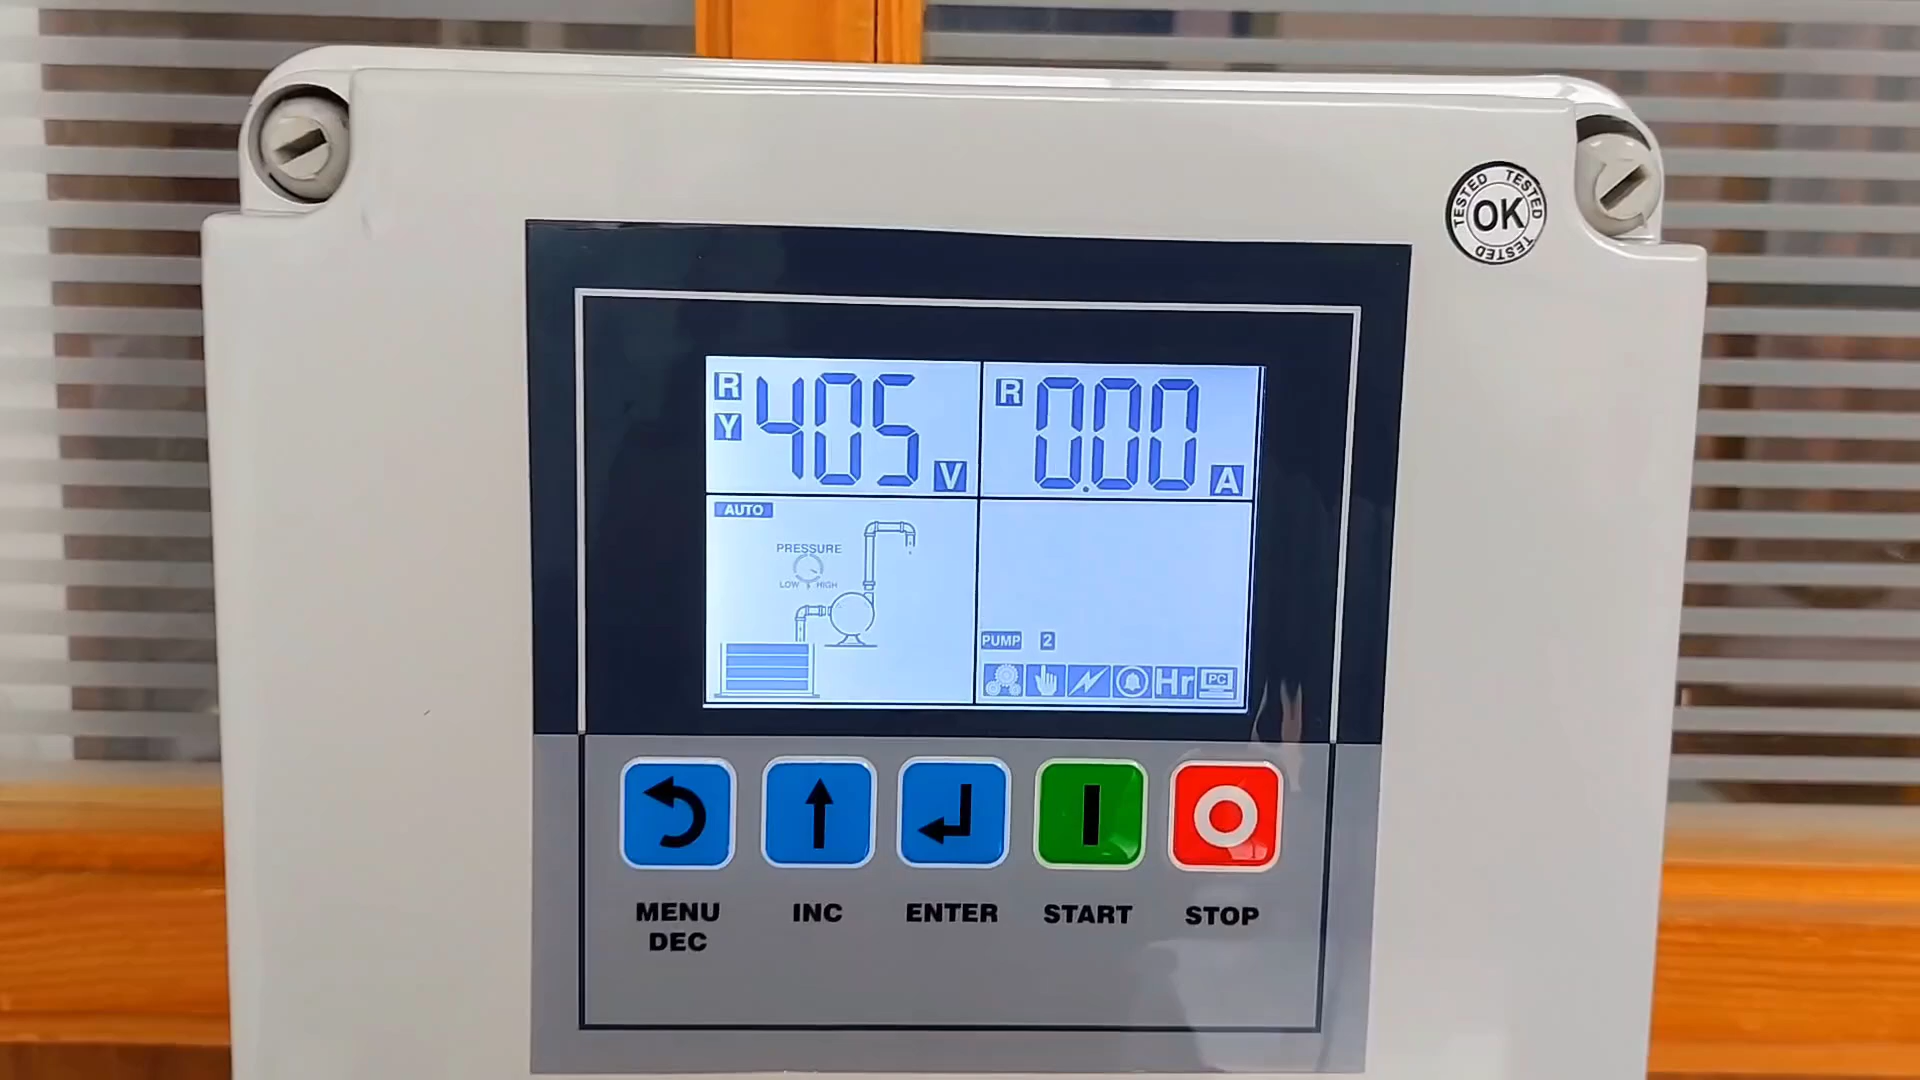 TESTED TESTED TESTED
OK
R
Y
405
V
R
0.00
A
AUTO
PRESSURE
LOW HIGH
PUMP 2
Hr
PC
MENU
DEC
INC
ENTER
START
STOP